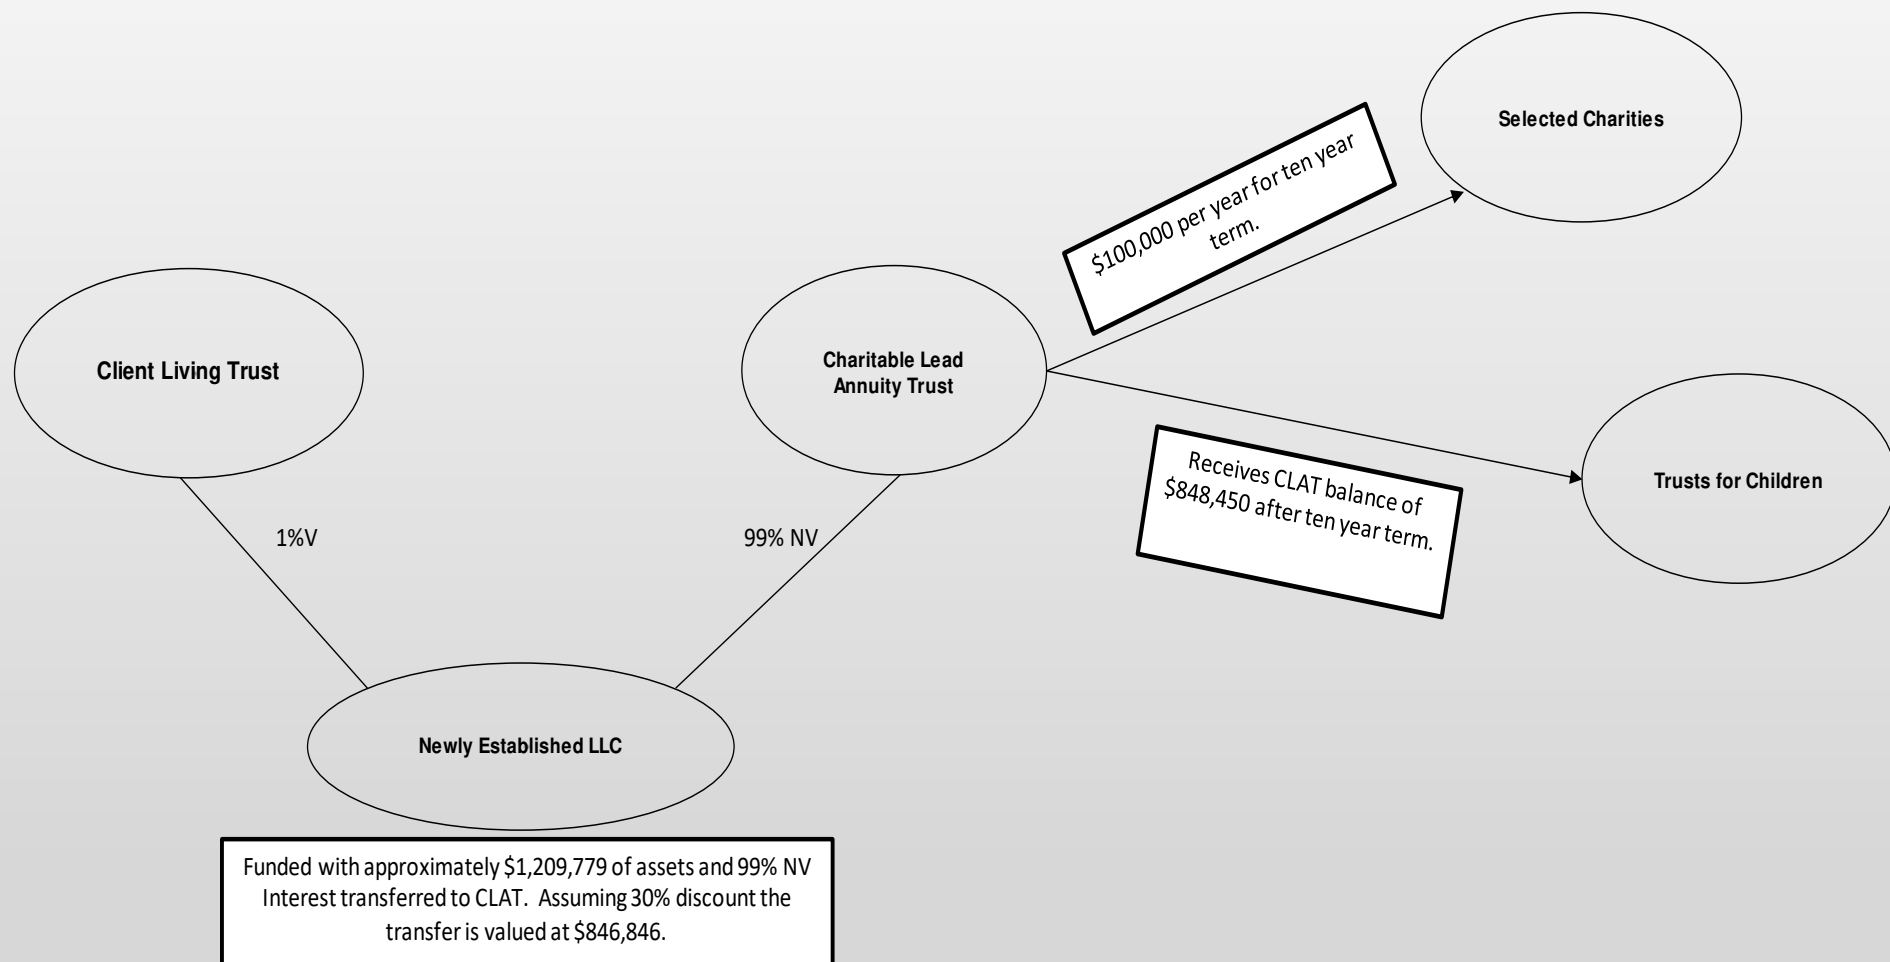 Selected Charities
$100,000 per year for ten year
term.
Client Living Trust
Charitable Lead
Annuity Trust
Receives CLAT balance of
$848,450 after ten year term.
Trusts for Children
1%V
99% NV
Newly Established LLC
Funded with approximately $1,209,779 of assets and 99% NV
Interest transferred to CLAT. Assuming 30% discount the
transfer is valued at $846,846.